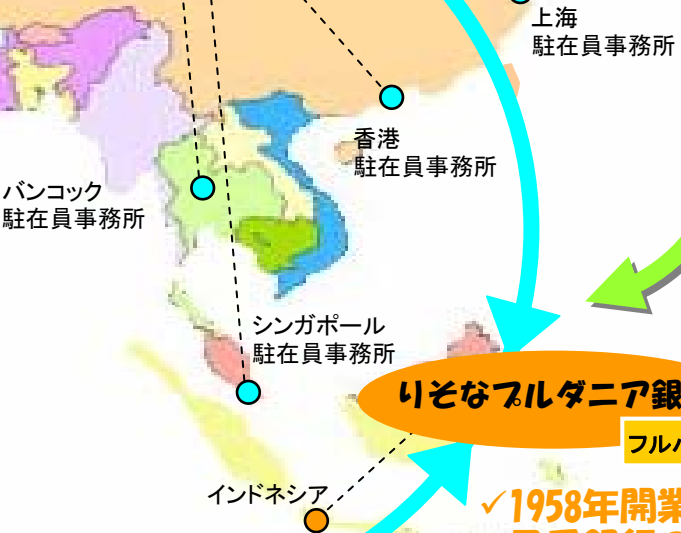 上海
駐在員事務所
香港
駐在員事務所
バンコック
駐在員事務所
シンガポール
駐在員事務所
りそなプルダニア銀
フルバ
インドネシア
✓1958年開業